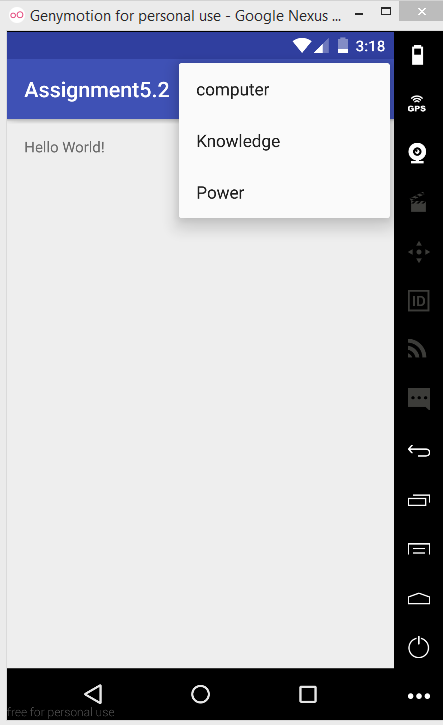 Genymotion for personal use - Google Nexus ...
3:18
Assignment5.2
computer
Knowledge
Power
Hello World!
GPS
ID
free for personal use